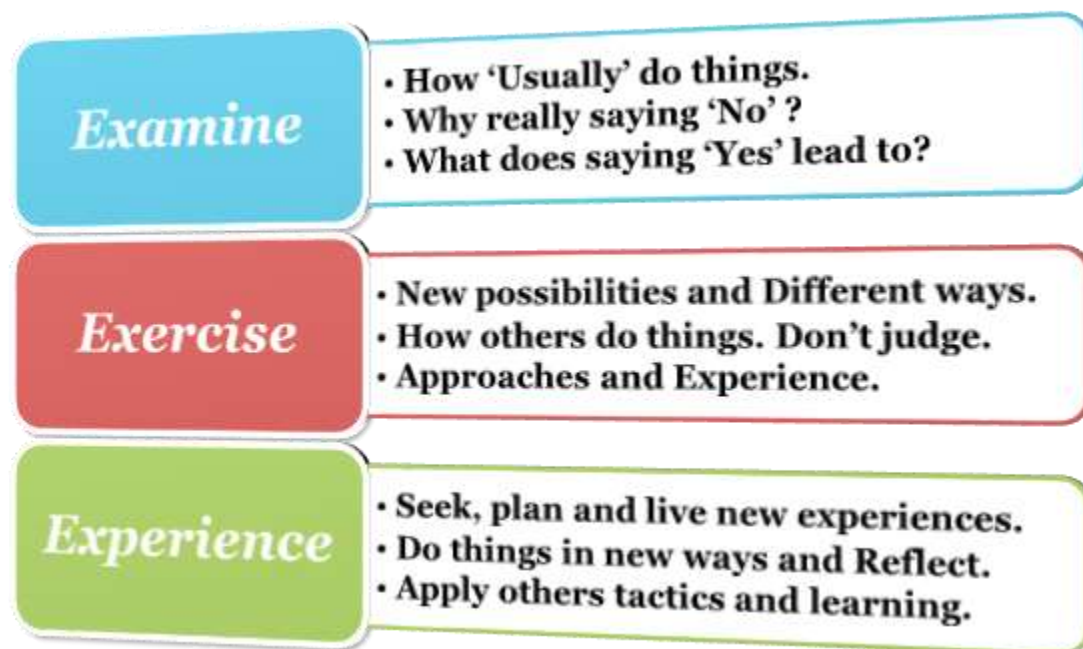 Examine
• How ‘Usually’ do things.
• Why really saying ‘No’ ?
• What does saying ‘Yes’ lead to?
Exercise
• New possibilities and Different ways.
• How others do things. Don’t judge.
• Approaches and Experience.
Experience
• Seek, plan and live new experiences.
• Do things in new ways and Reflect.
• Apply others tactics and learning.